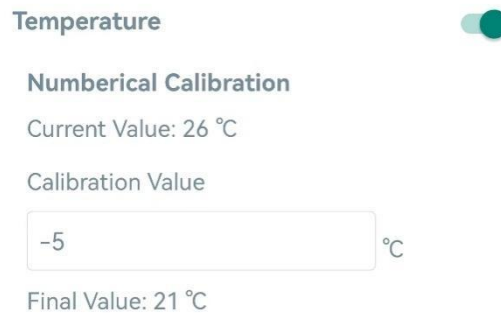 Temperature
Numberical Calibration
Current Value: 26 °C
Calibration Value
-5 °C
Final Value: 21 °C